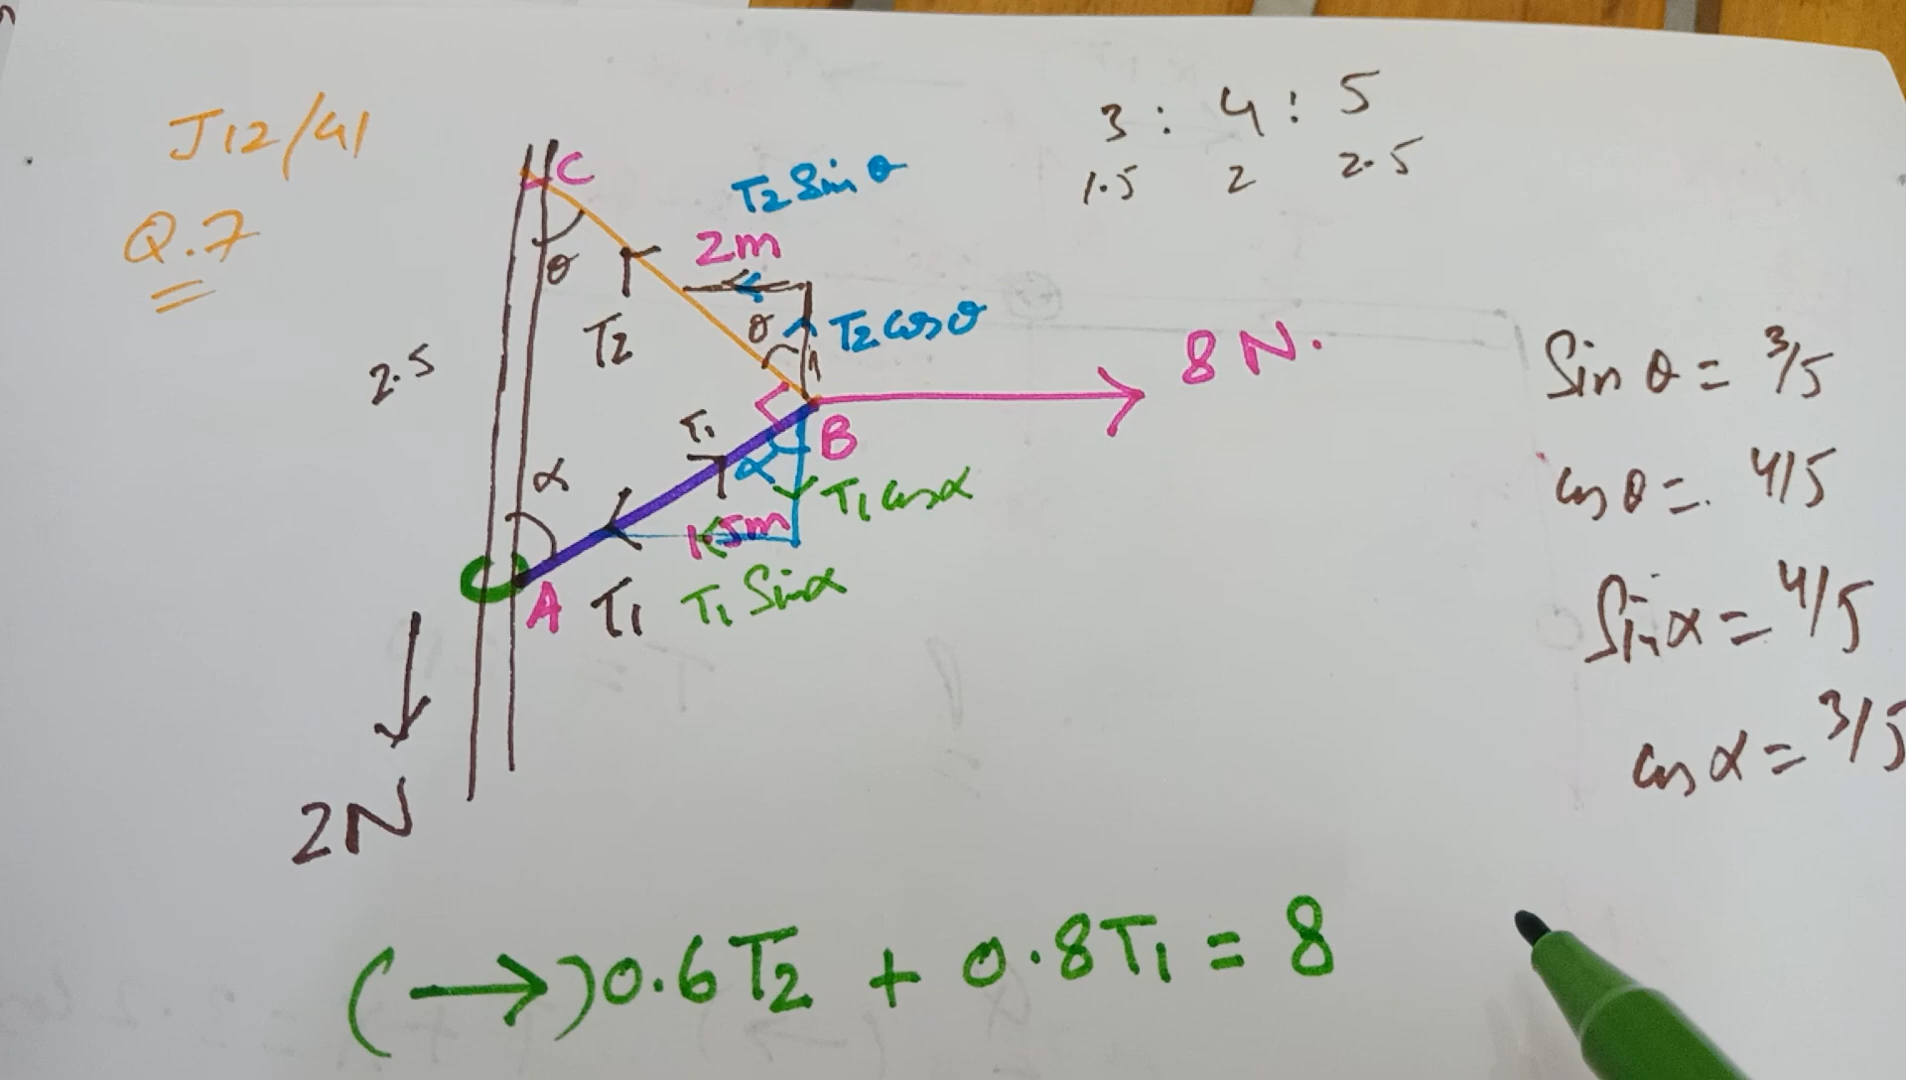 J12/41
Q.7
3 : 4 : 5
1.5 2 2.5
C
T₂ Sin θ
2m
θ
T₂
θ
T₂ cos θ
8 N.
2.5
B
T₁
α
α
T₁ cosα
1.5m
A
T₁
T₁ Sinα
2N
Sin θ = 3/5
cos θ = 4/5
Sin α = 4/5
cos α = 3/5
(→) 0.6 T₂ + 0.8 T₁ = 8